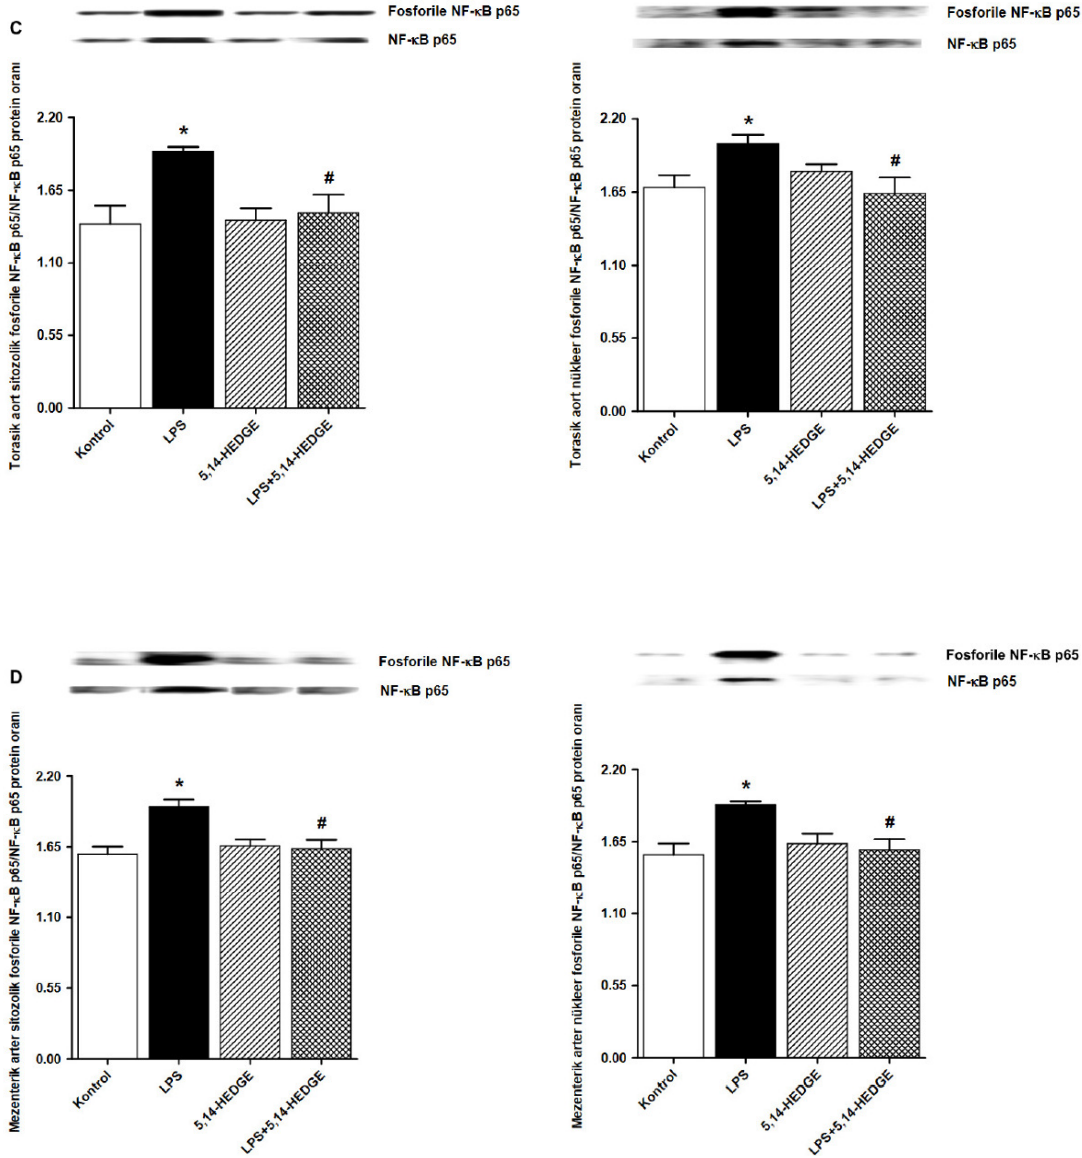 C
Fosforile NF-κB p65
NF-κB p65
Torasik aort sitozolik fosforile NF-κB p65/NF-κB p65 protein oranı
2.20
1.65
1.10
0.55
0.00
*
#
Kontrol
LPS
5,14-HEDGE
LPS+5,14-HEDGE
Fosforile NF-κB p65
NF-κB p65
Torasik aort nükleer fosforile NF-κB p65/NF-κB p65 protein oranı
2.20
1.65
1.10
0.55
0.00
*
#
Kontrol
LPS
5,14-HEDGE
LPS+5,14-HEDGE
D
Fosforile NF-κB p65
NF-κB p65
Mezenterik arter sitozolik fosforile NF-κB p65/NF-κB p65 protein oranı
2.20
1.65
1.10
0.55
0.00
*
#
Kontrol
LPS
5,14-HEDGE
LPS+5,14-HEDGE
Fosforile NF-κB p65
NF-κB p65
Mezenterik arter nükleer fosforile NF-κB p65/NF-κB p65 protein oranı
2.20
1.65
1.10
0.55
0.00
*
#
Kontrol
LPS
5,14-HEDGE
LPS+5,14-HEDGE